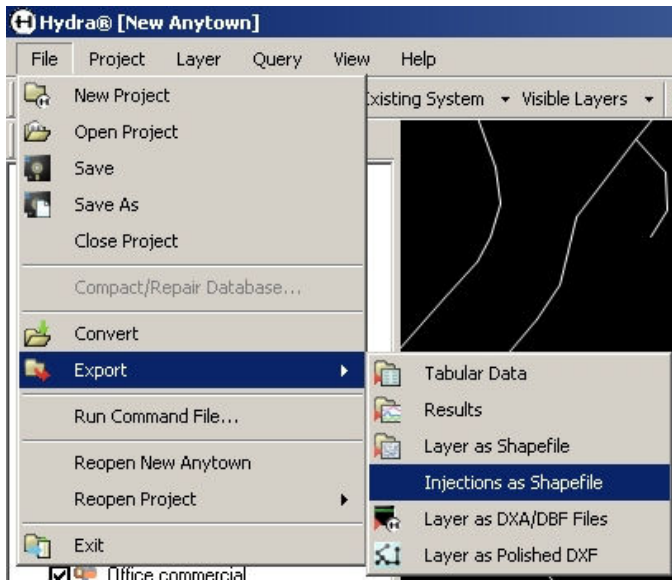 Hydra® [New Anytown]
File Project Layer Query View Help
New Project
Existing System Visible Layers
Open Project
Save
Save As
Close Project
Compact/Repair Database...
Convert
Export
Tabular Data
Run Command File...
Results
Layer as Shapefile
Reopen New Anytown
Injections as Shapefile
Reopen Project
Layer as DXA/DBF Files
Exit
Layer as Polished DXF
Office commercial